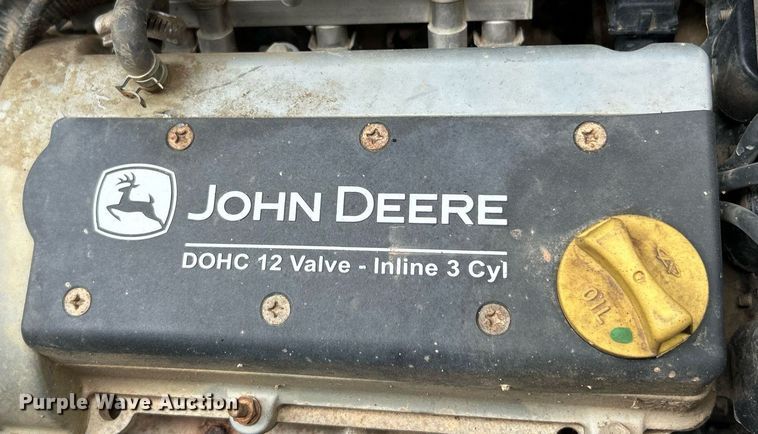 JOHN DEERE
DOHC 12 Valve - Inline 3 Cyl
OIL
Purple Wave Auction